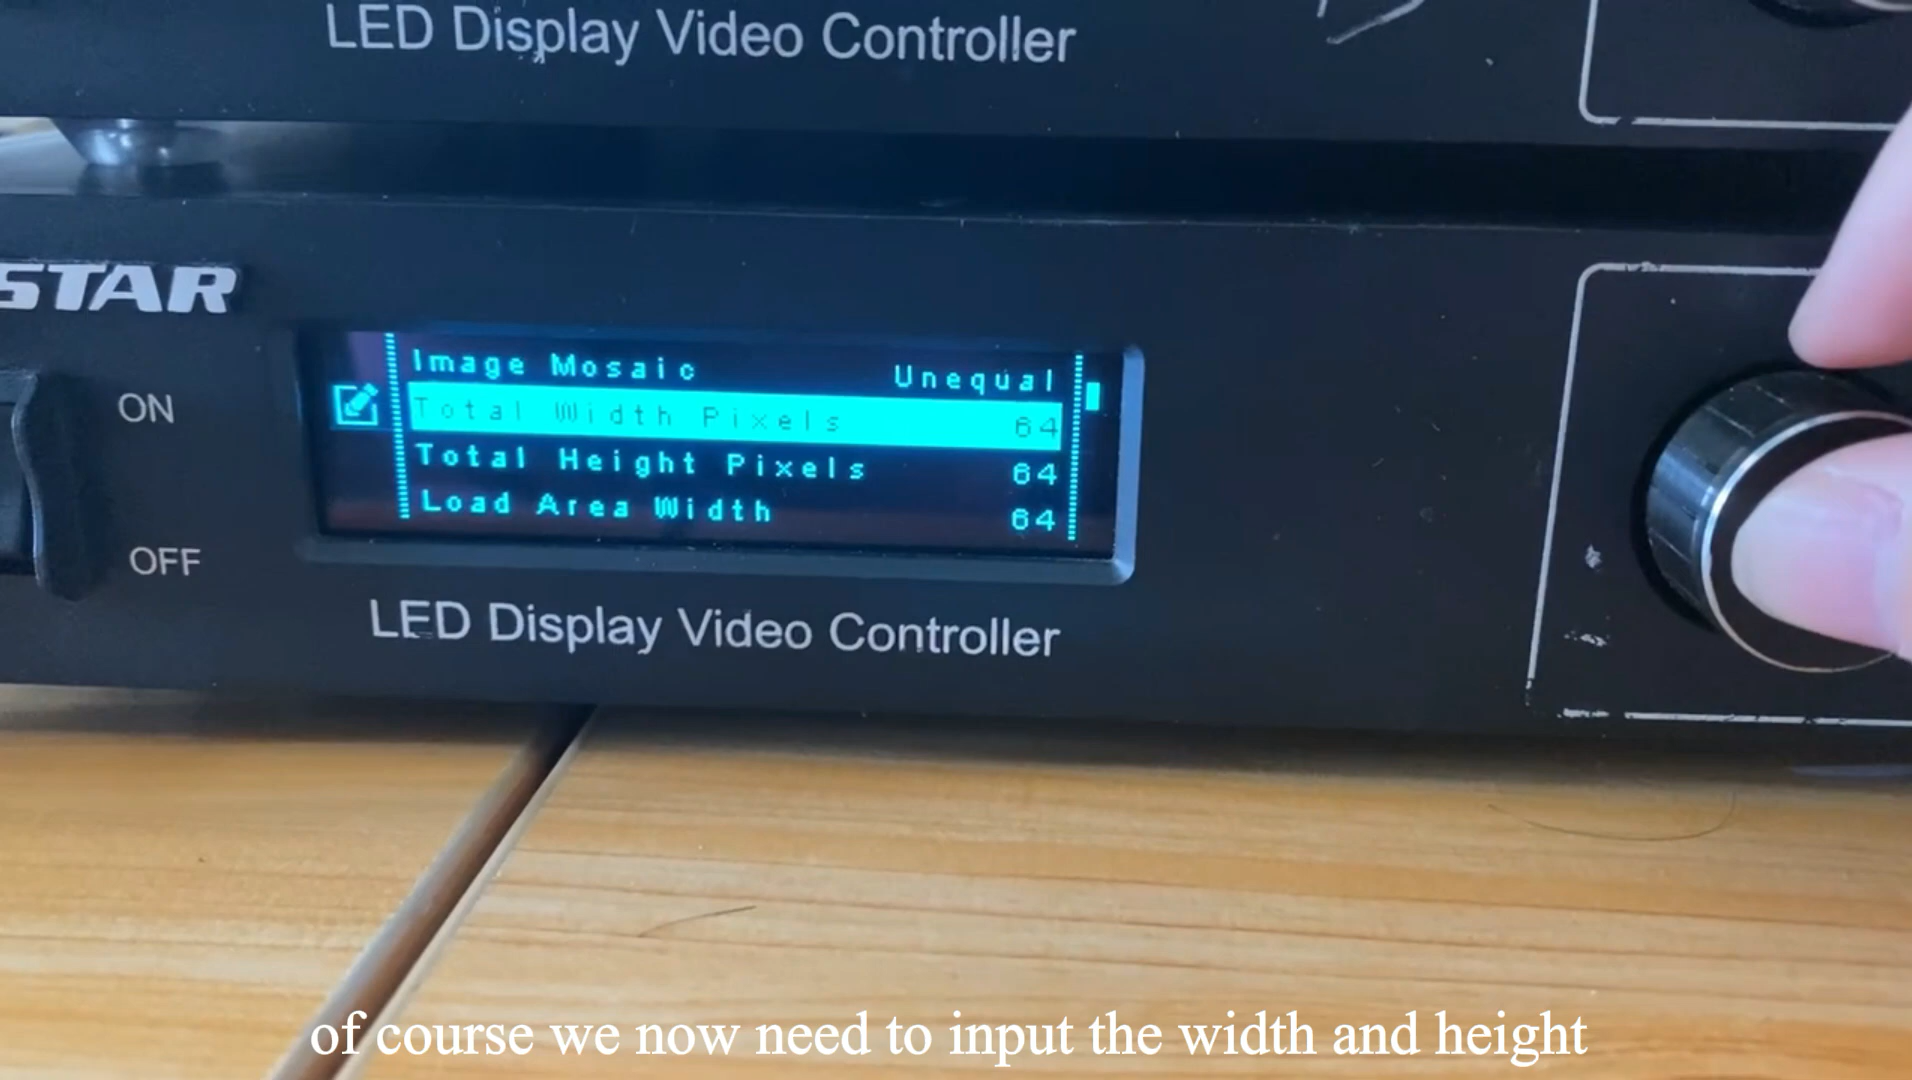 LED Display Video Controller
STAR
ON
OFF
Image Mosaic Unequal
Total Width Pixels 64
Total Height Pixels 64
Load Area Width 64
LED Display Video Controller
of course we now need to input the width and height